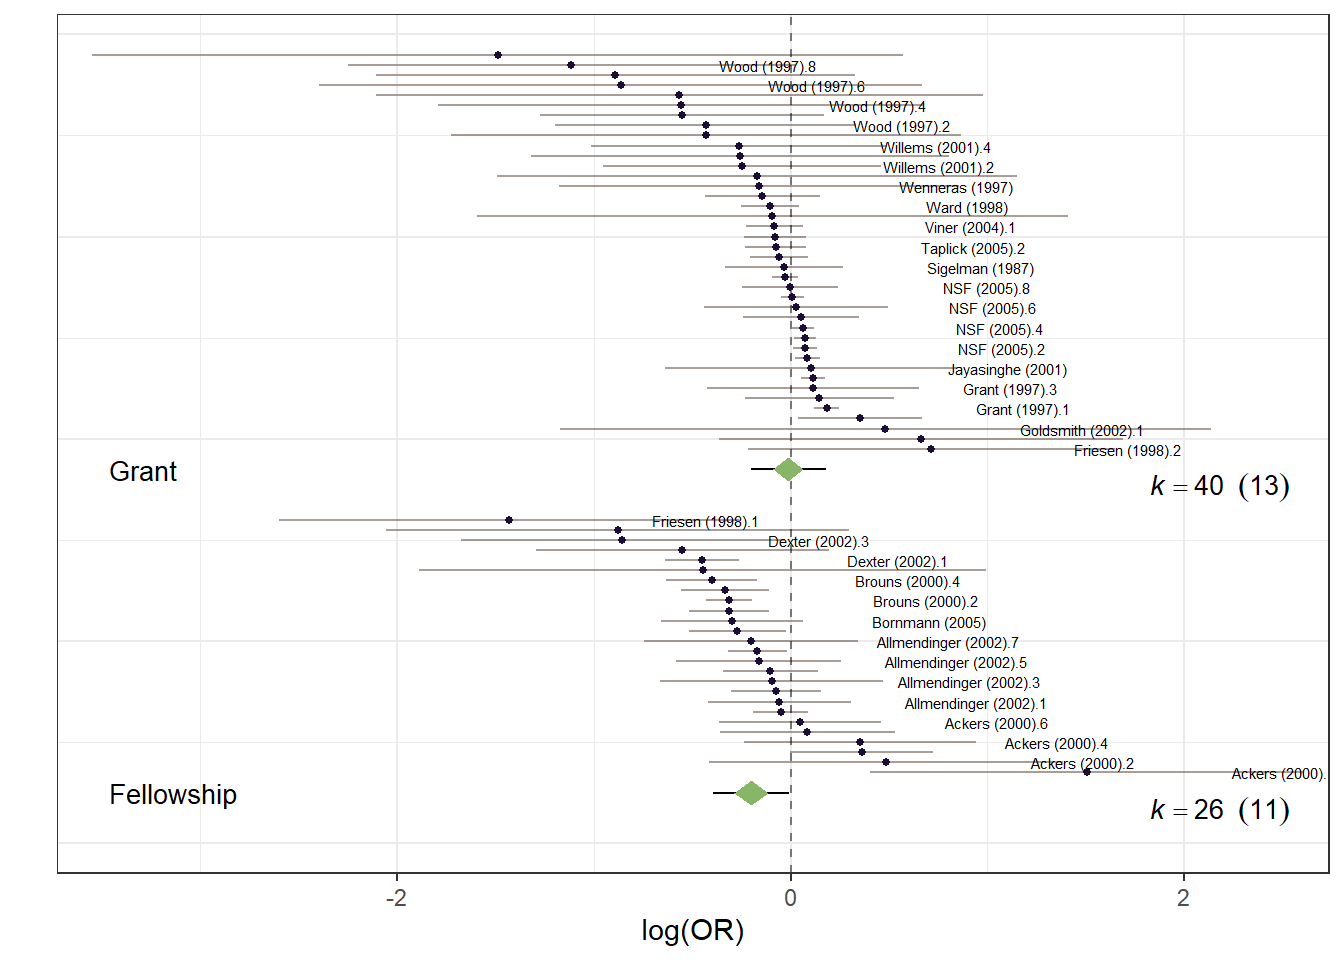 Wood (1997).8
Wood (1997).6
Wood (1997).4
Wood (1997).2
Willems (2001).4
Willems (2001).2
Wenneras (1997)
Ward (1998)
Viner (2004).1
Taplick (2005).2
Sigelman (1987)
NSF (2005).8
NSF (2005).6
NSF (2005).4
NSF (2005).2
Jayasinghe (2001)
Grant (1997).3
Grant (1997).1
Goldsmith (2002).1
Friesen (1998).2
Grant
k = 40 (13)
Friesen (1998).1
Dexter (2002).3
Dexter (2002).1
Brouns (2000).4
Brouns (2000).2
Bornmann (2005)
Allmendinger (2002).7
Allmendinger (2002).5
Allmendinger (2002).3
Allmendinger (2002).1
Ackers (2000).6
Ackers (2000).4
Ackers (2000).2
Ackers (2000).
Fellowship
k = 26 (11)
-2 0 2
log(OR)